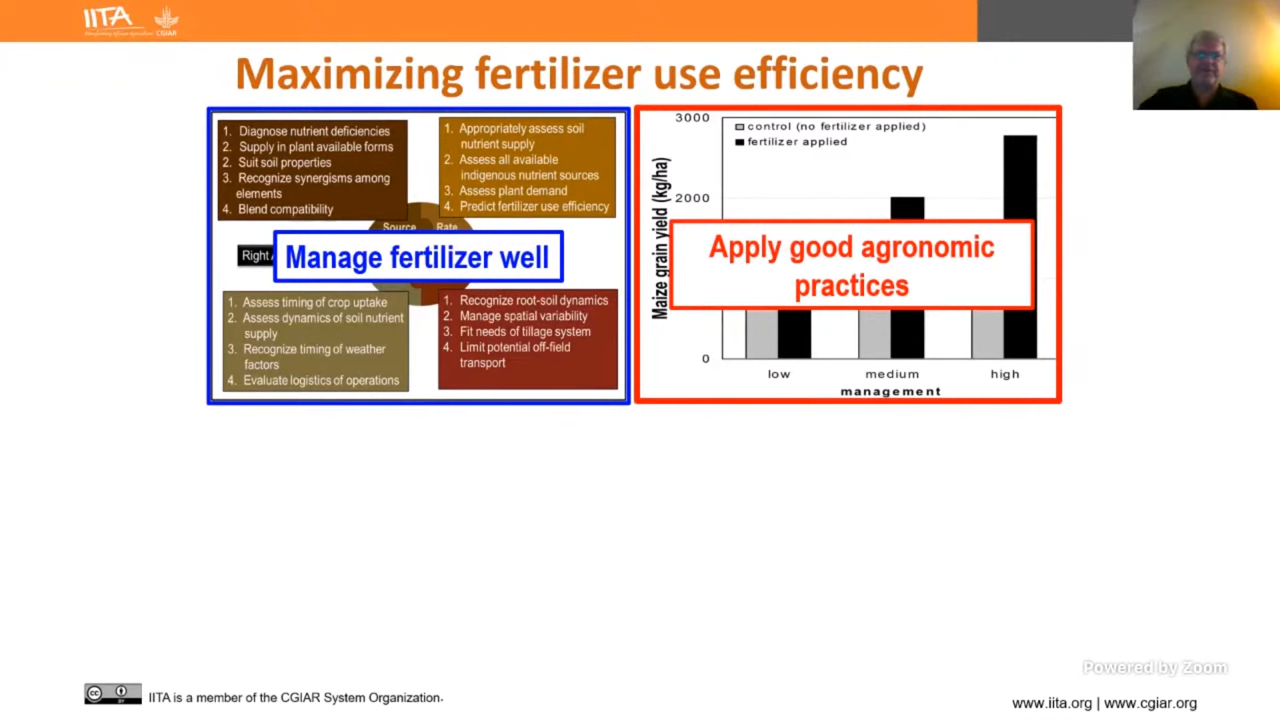 IITA
CGIAR
Maximizing fertilizer use efficiency
1. Diagnose nutrient deficiencies
2. Supply in plant available forms
2. Suit soil properties
3. Recognize synergisms among
elements
4. Blend compatibility
1. Appropriately assess soil
nutrient supply
2. Assess all available
indigenous nutrient sources
3. Assess plant demand
4. Predict fertilizer use efficiency
Source Rate
Right
Manage fertilizer well
1. Assess timing of crop uptake
2. Assess dynamics of soil nutrient
supply
3. Recognize timing of weather
factors
4. Evaluate logistics of operations
1. Recognize root-soil dynamics
2. Manage spatial variability
3. Fit needs of tillage system
4. Limit potential off-field
transport
3000
control (no fertilizer applied)
fertilizer applied
2000
Maize grain yield (kg/ha)
Apply good agronomic
practices
0
low medium high
management
Powered by Zoom
CC BY
IITA is a member of the CGIAR System Organization.
www.iita.org | www.cgiar.org